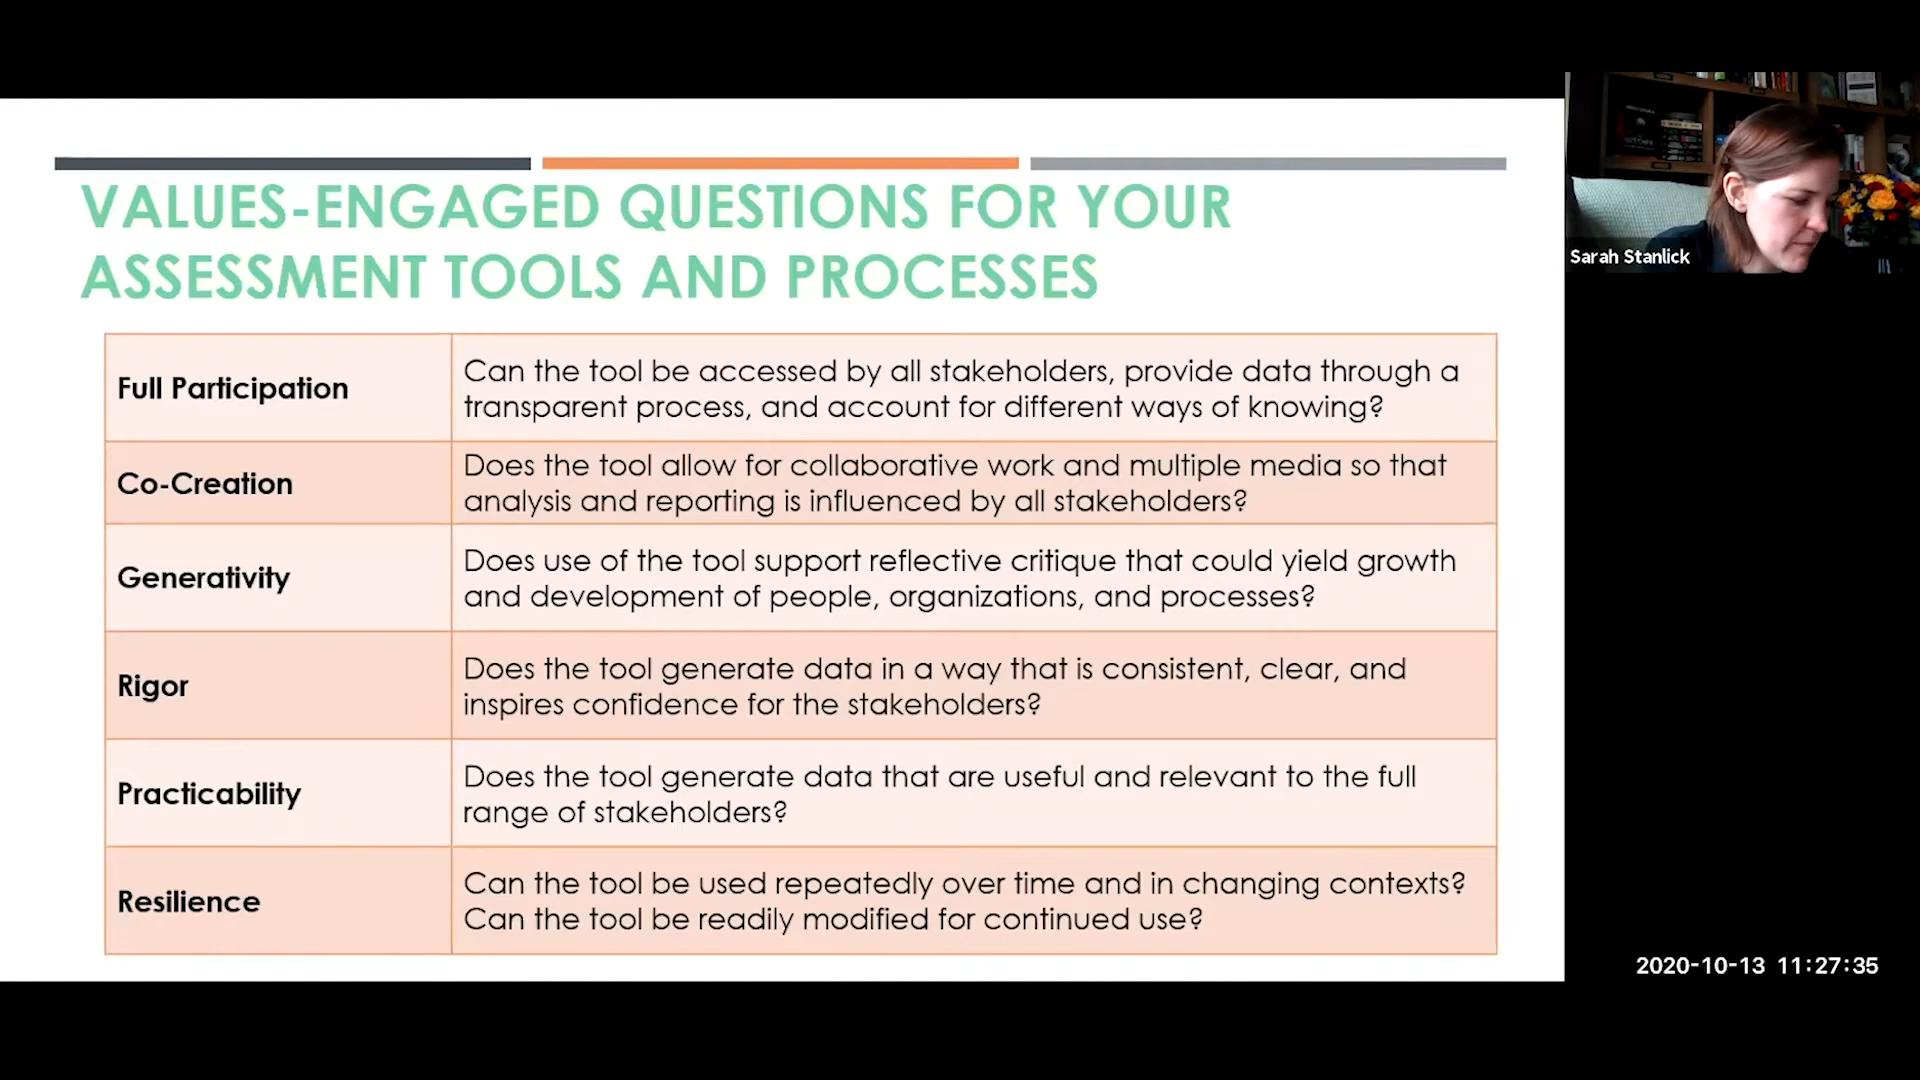 VALUES-ENGAGED QUESTIONS FOR YOUR
ASSESSMENT TOOLS AND PROCESSES
Full Participation
Can the tool be accessed by all stakeholders, provide data through a
transparent process, and account for different ways of knowing?
Co-Creation
Does the tool allow for collaborative work and multiple media so that
analysis and reporting is influenced by all stakeholders?
Generativity
Does use of the tool support reflective critique that could yield growth
and development of people, organizations, and processes?
Rigor
Does the tool generate data in a way that is consistent, clear, and
inspires confidence for the stakeholders?
Practicability
Does the tool generate data that are useful and relevant to the full
range of stakeholders?
Resilience
Can the tool be used repeatedly over time and in changing contexts?
Can the tool be readily modified for continued use?
Sarah Stanlick
2020-10-13 11:27:35